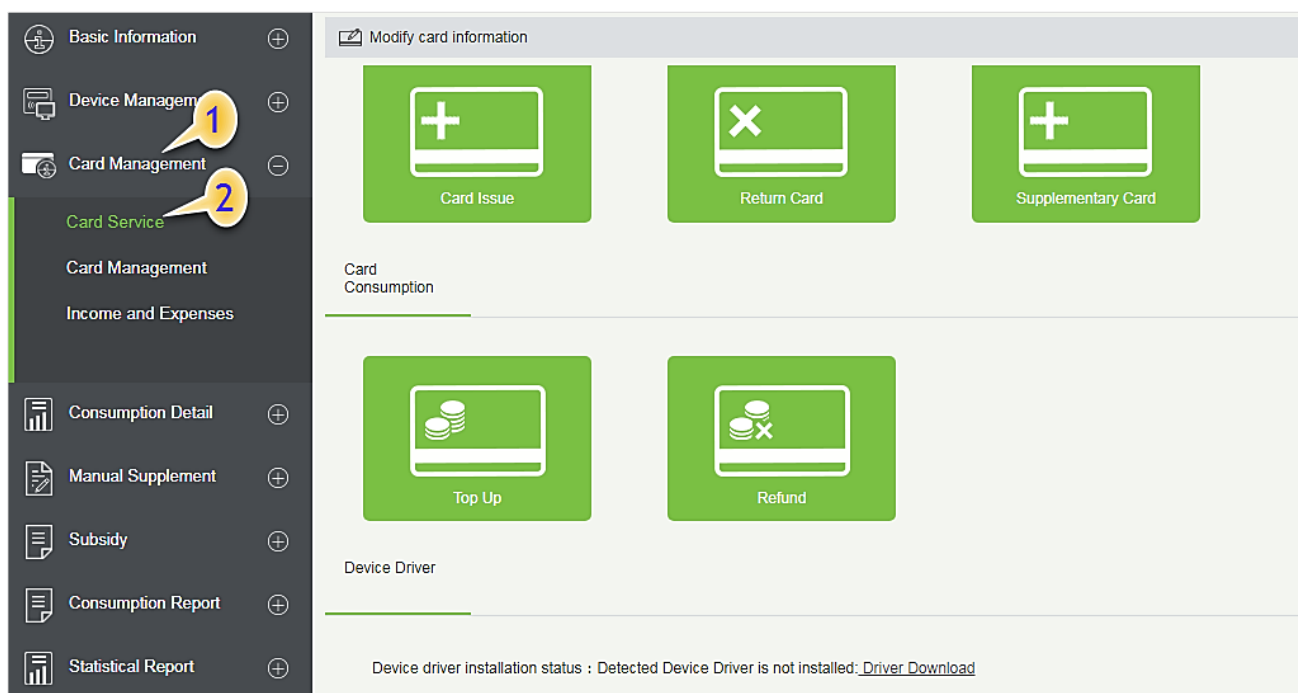 Basic Information
Device Managem
1
Card Management
2
Card Service
Card Management
Income and Expenses
Consumption Detail
Manual Supplement
Subsidy
Consumption Report
Statistical Report
Modify card information
Card Issue
Return Card
Supplementary Card
Card
Consumption
Top Up
Refund
Device Driver
Device driver installation status : Detected Device Driver is not installed: Driver Download